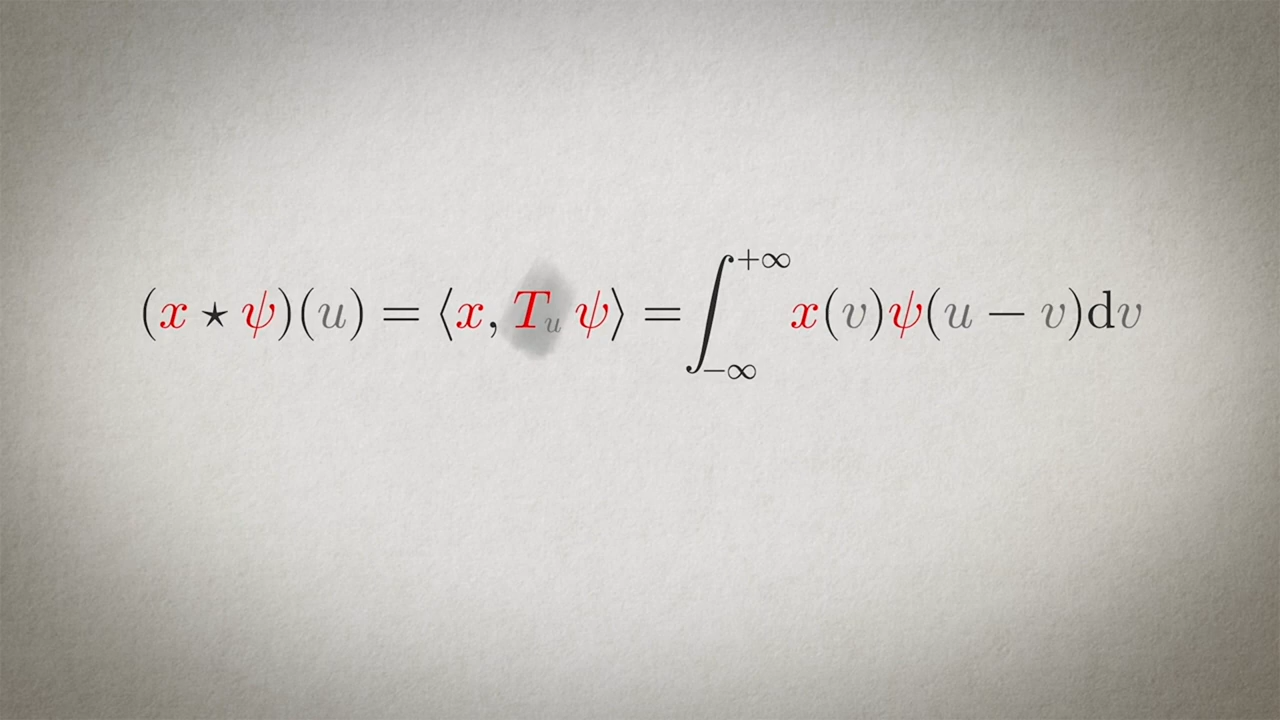 (x ⋆ ψ)(u) = ⟨x, T_u ψ⟩ = ∫_{−∞}^{+∞} x(v)ψ(u − v)dv